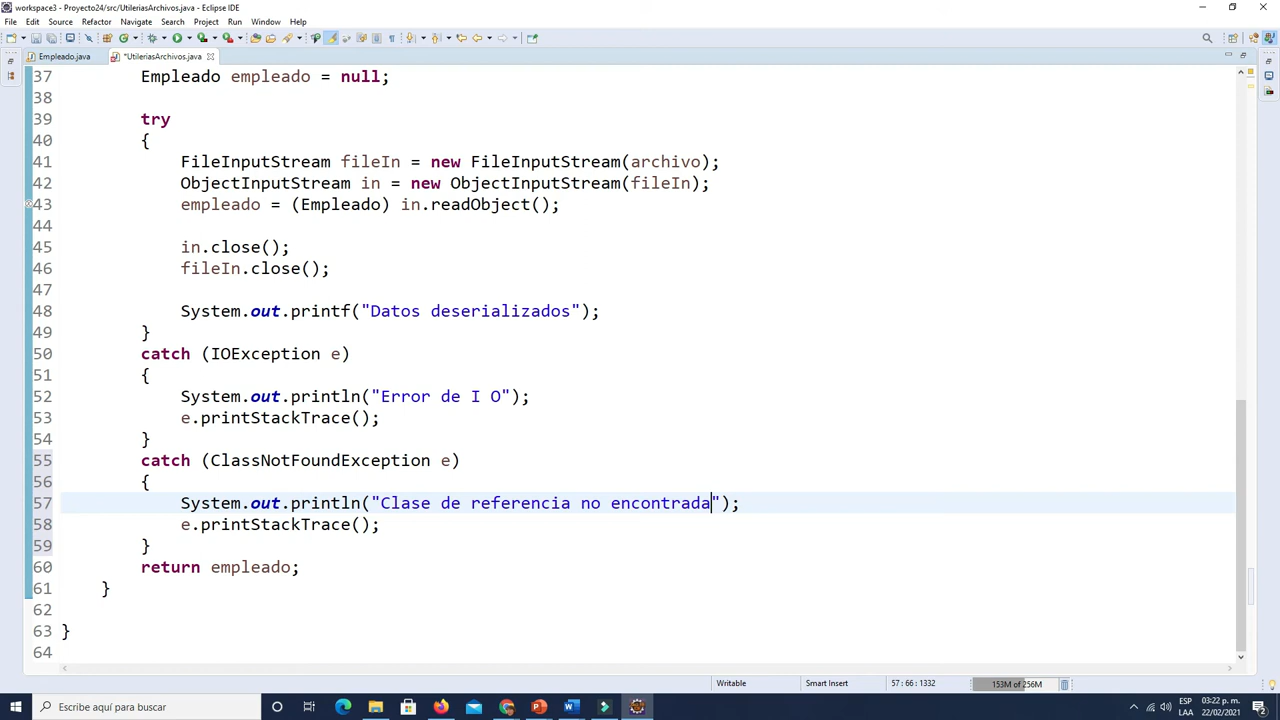 workspace3 - Proyecto24/src/UtileriasArchivos.java - Eclipse IDE
File Edit Source Refactor Navigate Search Project Run Window Help
Empleado.java *UtileriasArchivos.java
37 Empleado empleado = null;
38
39 try
40 {
41 FileInputStream fileIn = new FileInputStream(archivo);
42 ObjectInputStream in = new ObjectInputStream(fileIn);
43 empleado = (Empleado) in.readObject();
44
45 in.close();
46 fileIn.close();
47
48 System.out.printf("Datos deserializados");
49 }
50 catch (IOException e)
51 {
52 System.out.println("Error de I O");
53 e.printStackTrace();
54 }
55 catch (ClassNotFoundException e)
56 {
57 System.out.println("Clase de referencia no encontrada");
58 e.printStackTrace();
59 }
60 return empleado;
61 }
62
63 }
64
Writable Smart Insert 57 : 66 : 1332 153M of 256M
Escribe aquí para buscar ESP 03:22 p. m.
LAA 22/02/2021